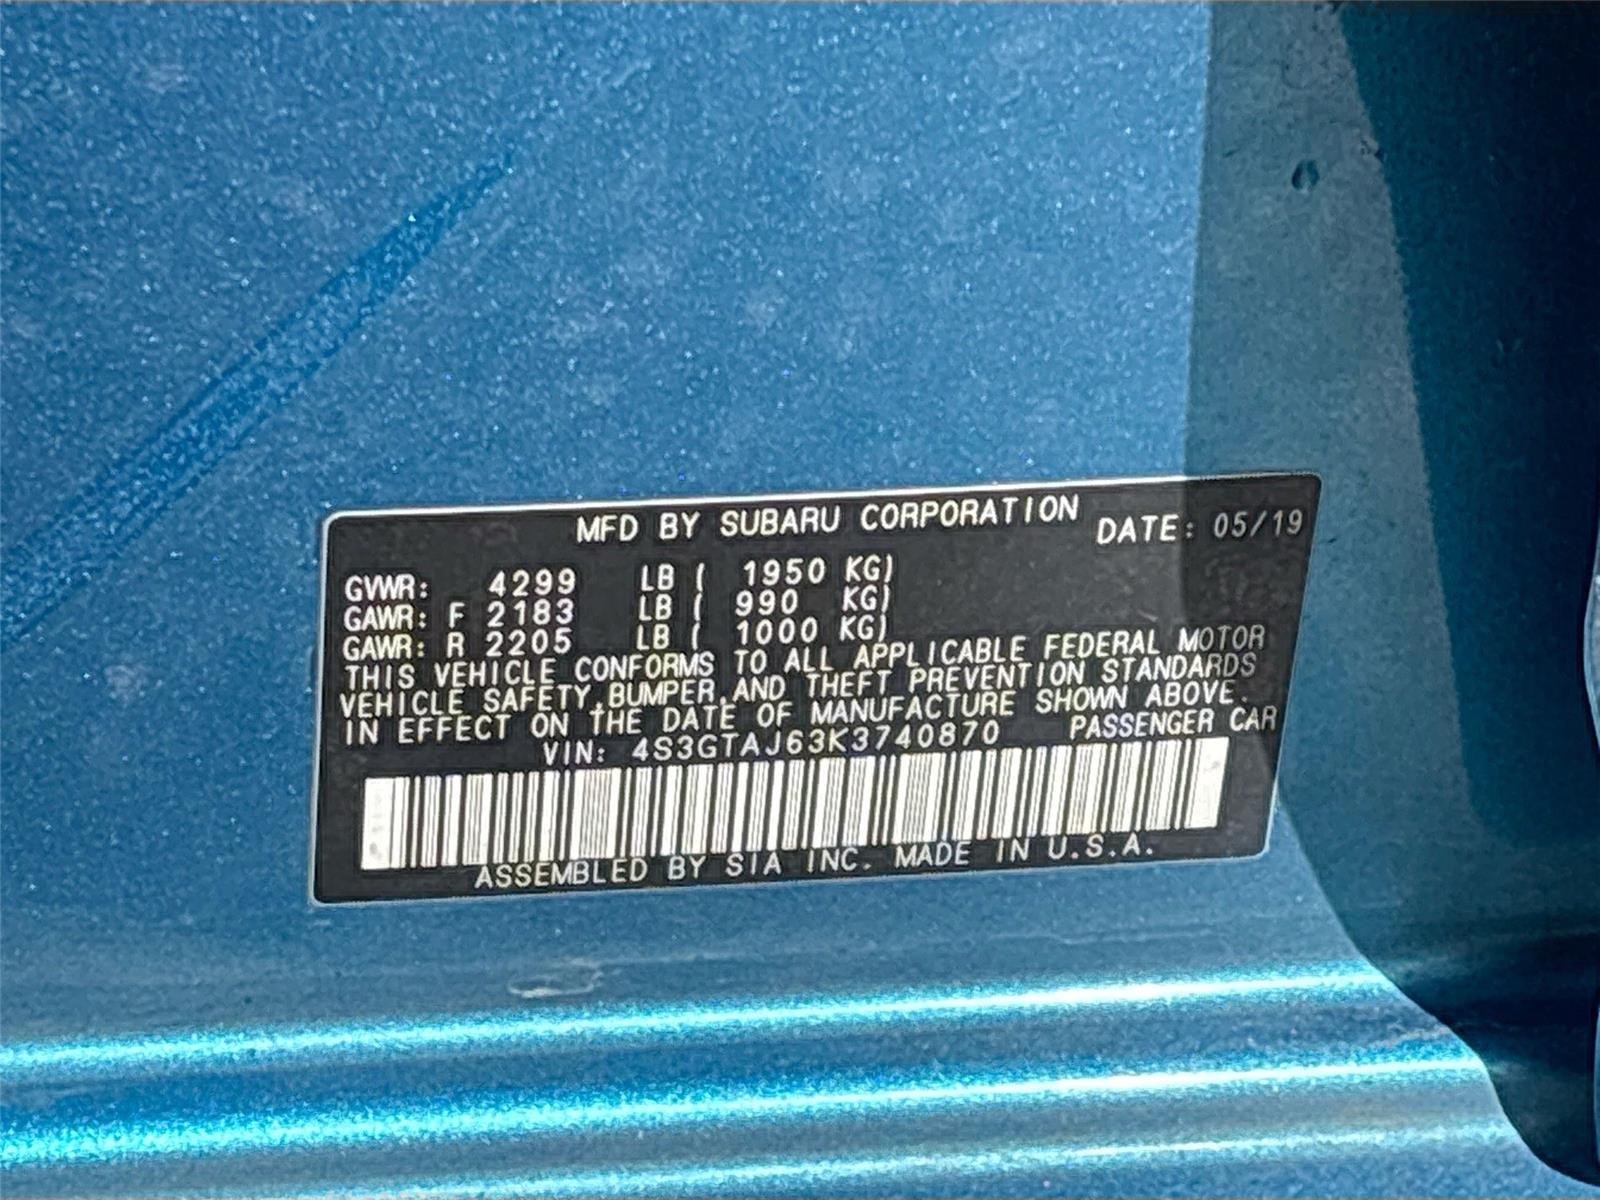 MFD BY SUBARU CORPORATION DATE: 05/19
GVWR: 4299 LB ( 1950 KG)
GAWR: F 2183 LB ( 990 KG)
GAWR: R 2205 LB ( 1000 KG)
THIS VEHICLE CONFORMS TO ALL APPLICABLE FEDERAL MOTOR
VEHICLE SAFETY,BUMPER,AND THEFT PREVENTION STANDARDS
IN EFFECT ON THE DATE OF MANUFACTURE SHOWN ABOVE.
VIN: 4S3GTAJ63K3740870 PASSENGER CAR
ASSEMBLED BY SIA INC. MADE IN U.S.A.